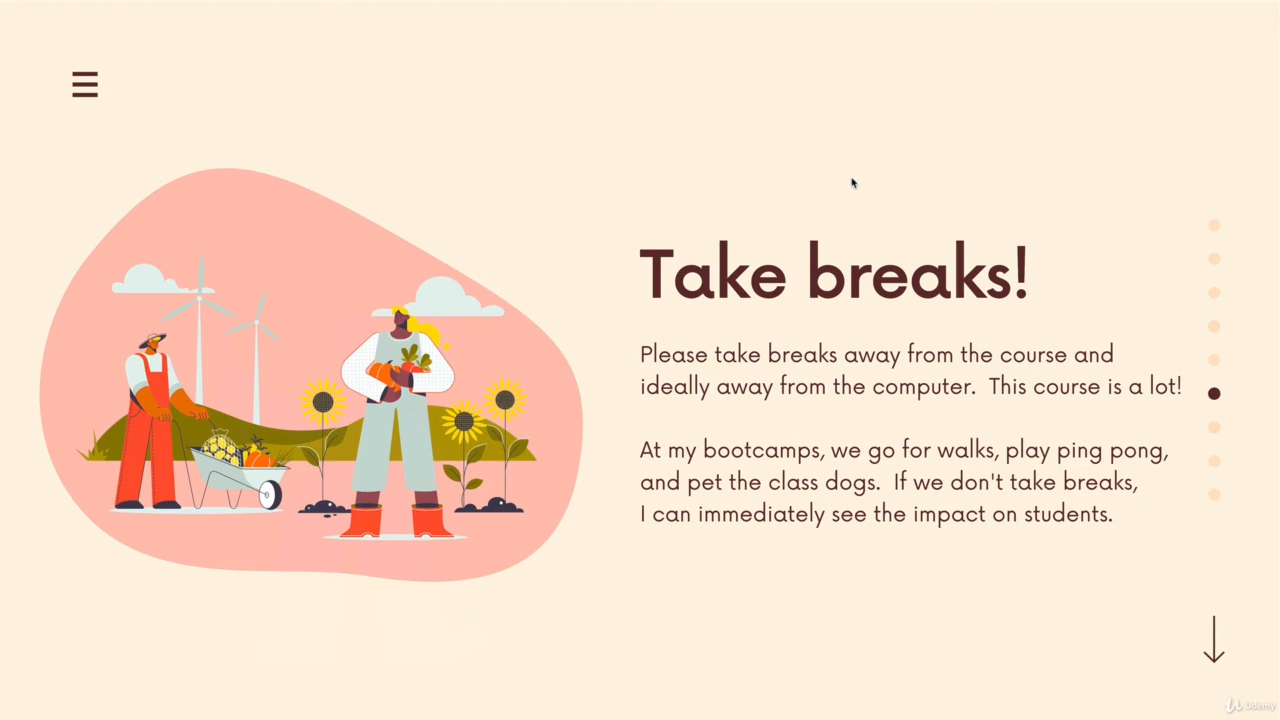 Take breaks!
Please take breaks away from the course and
ideally away from the computer.  This course is a lot!
At my bootcamps, we go for walks, play ping pong,
and pet the class dogs.  If we don't take breaks,
I can immediately see the impact on students.
Udemy